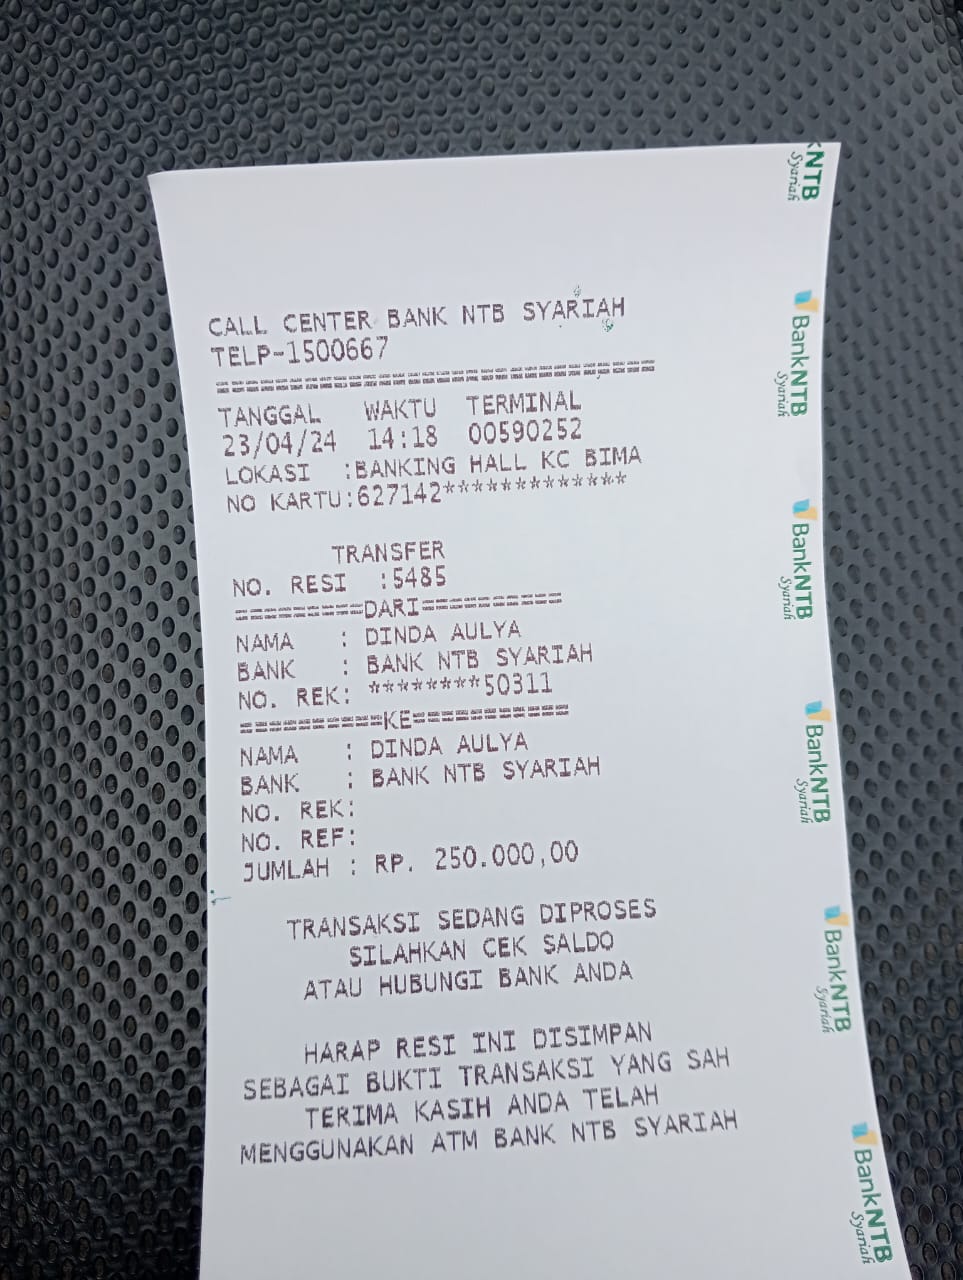 CALL CENTER BANK NTB SYARIAH
TELP-1500667
TANGGAL WAKTU TERMINAL
23/04/24 14:18 00590252
LOKASI :BANKING HALL KC BIMA
NO KARTU:627142*************
TRANSFER
NO. RESI :5485
=========DARI==========
NAMA : DINDA AULYA
BANK : BANK NTB SYARIAH
NO. REK: ********50311
==========KE===========
NAMA : DINDA AULYA
BANK : BANK NTB SYARIAH
NO. REK:
NO. REF:
JUMLAH : RP. 250.000,00
TRANSAKSI SEDANG DIPROSES
SILAHKAN CEK SALDO
ATAU HUBUNGI BANK ANDA
HARAP RESI INI DISIMPAN
SEBAGAI BUKTI TRANSAKSI YANG SAH
TERIMA KASIH ANDA TELAH
MENGGUNAKAN ATM BANK NTB SYARIAH
kNTB
Syariah
BankNTB
Syariah
BankNTB
Syariah
BankNTB
Syariah
BankNTB
Syariah
BankNTB
Syariah